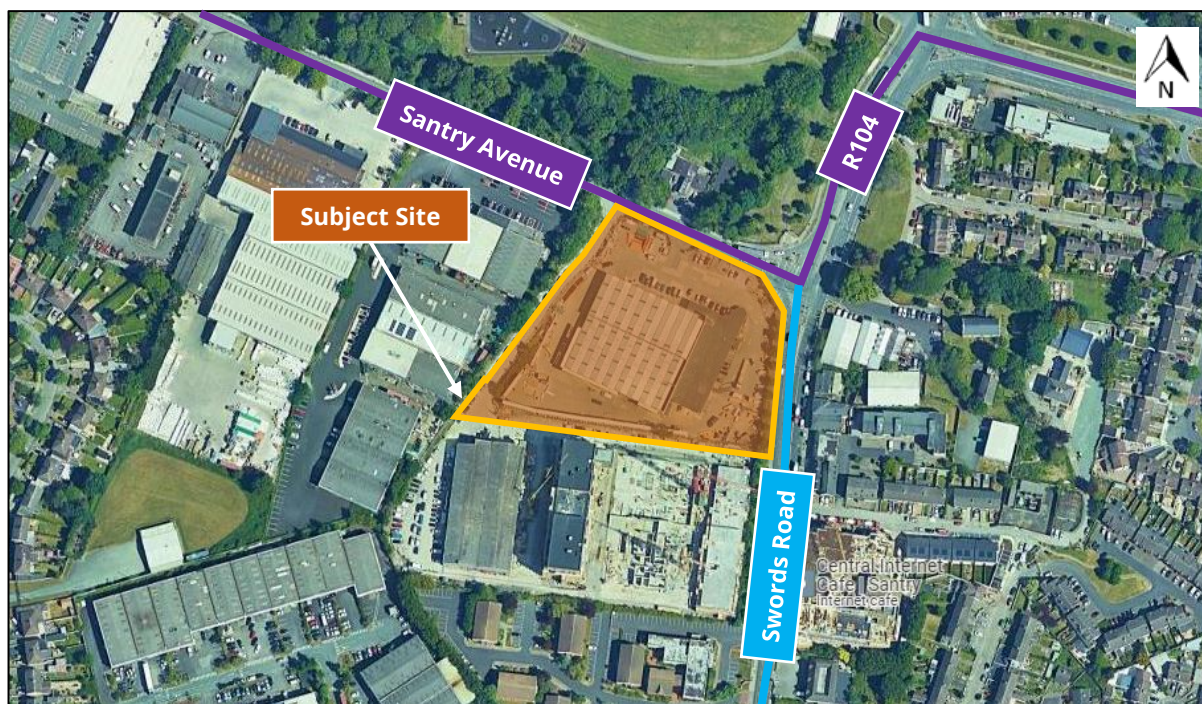 N
Santry Avenue
R104
Subject Site
Swords Road
Central Internet
Cafe | Santry
Internet cafe